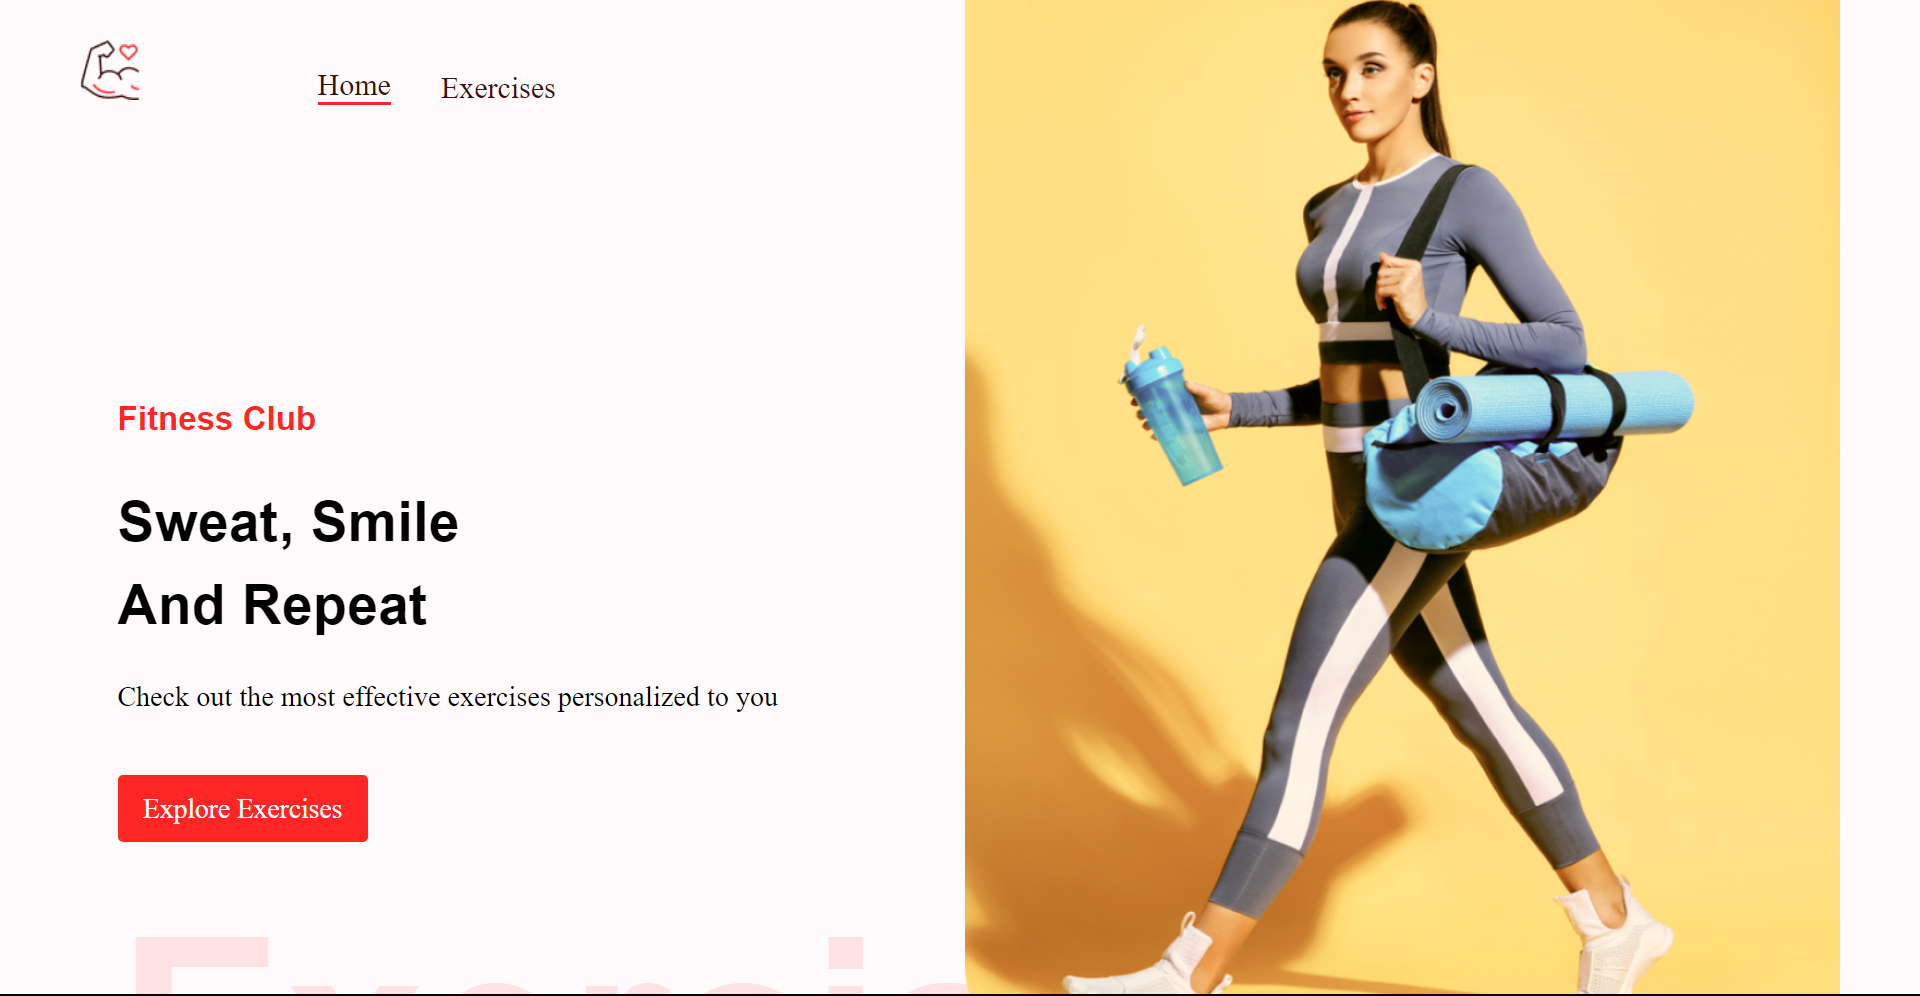 Home
Exercises
Fitness Club
Sweat, Smile
And Repeat
Check out the most effective exercises personalized to you
Explore Exercises
Exercis